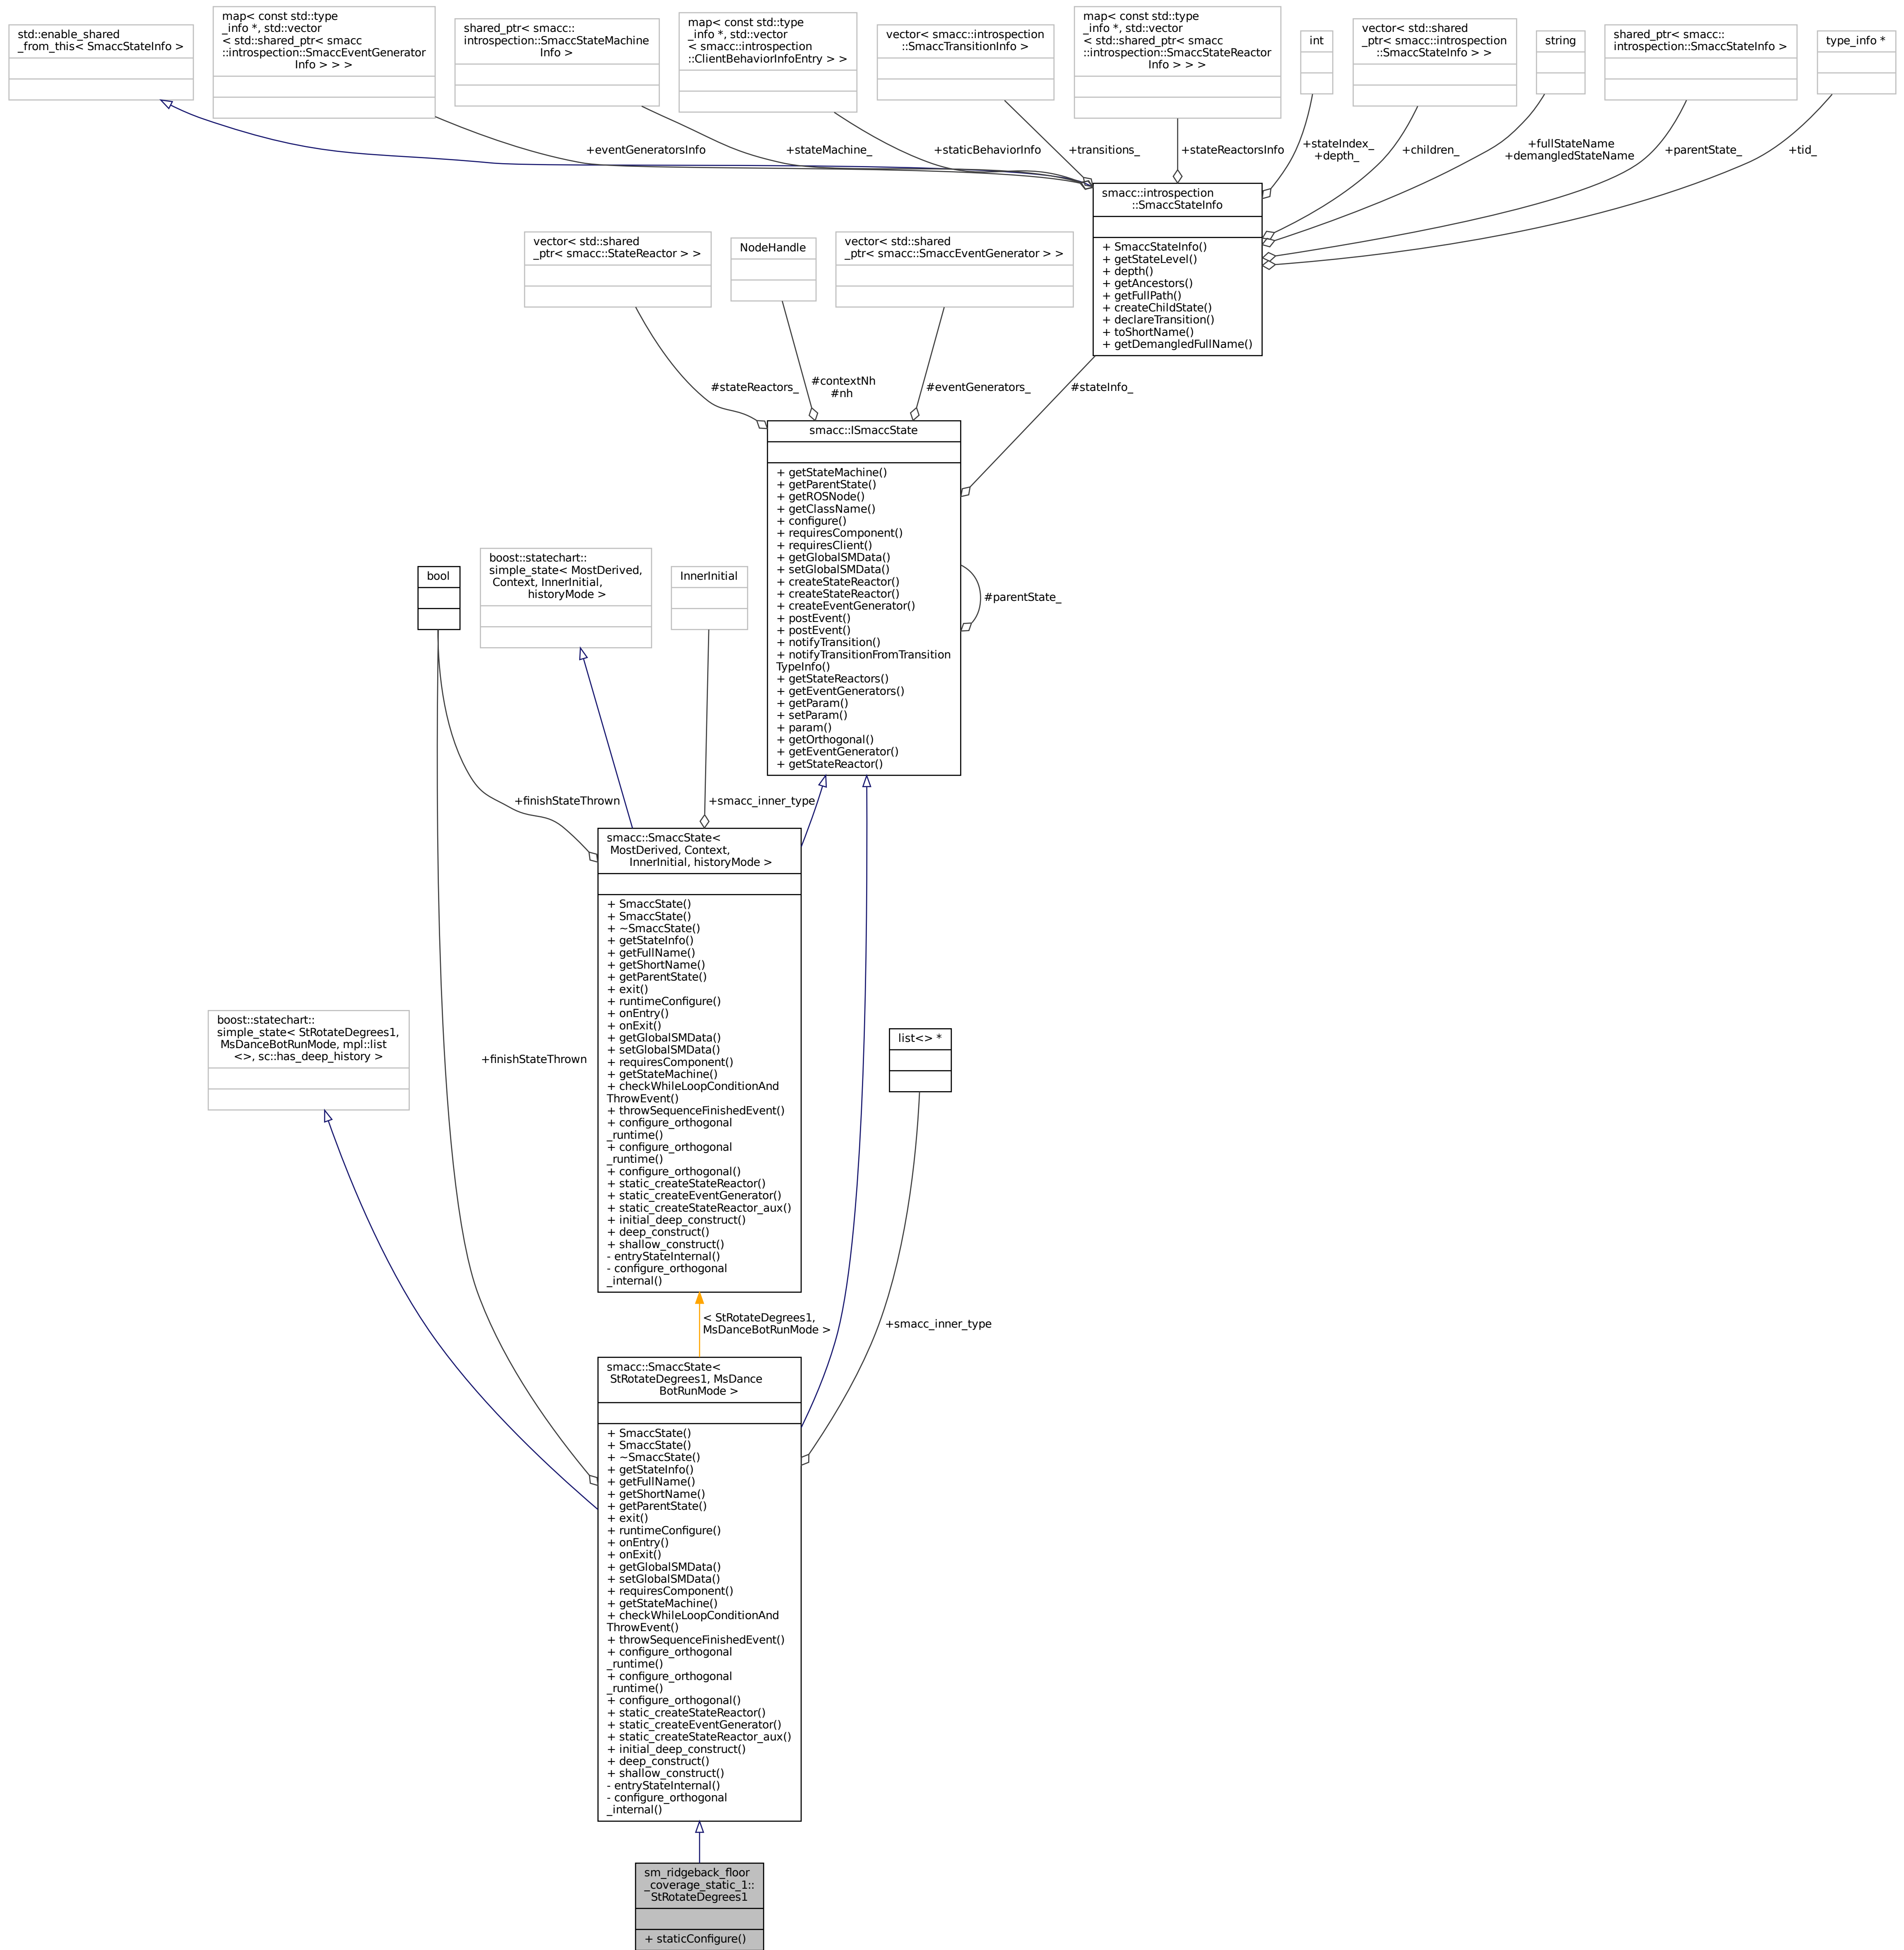 std::enable_shared
_from_this< SmaccStateInfo >
map< const std::type
_info *, std::vector
< std::shared_ptr< smacc
::introspection::SmaccEventGenerator
Info > > >
shared_ptr< smacc::
introspection::SmaccStateMachine
Info >
map< const std::type
_info *, std::vector
< smacc::introspection
::ClientBehaviorInfoEntry > >
vector< smacc::introspection
::SmaccTransitionInfo >
map< const std::type
_info *, std::vector
< std::shared_ptr< smacc
::introspection::SmaccStateReactor
Info > > >
int
vector< std::shared
_ptr< smacc::introspection
::SmaccStateInfo > >
string
shared_ptr< smacc::
introspection::SmaccStateInfo >
type_info *
+eventGeneratorsInfo
+stateMachine_
+staticBehaviorInfo
+transitions_
+stateReactorsInfo
+stateIndex_
+depth_
+children_
+fullStateName
+demangledStateName
+parentState_
+tid_
smacc::introspection
::SmaccStateInfo
+ SmaccStateInfo()
+ getStateLevel()
+ depth()
+ getAncestors()
+ getFullPath()
+ createChildState()
+ declareTransition()
+ toShortName()
+ getDemangledFullName()
vector< std::shared
_ptr< smacc::StateReactor > >
NodeHandle
vector< std::shared
_ptr< smacc::SmaccEventGenerator > >
#stateReactors_
#contextNh
#nh
#eventGenerators_
#stateInfo_
smacc::ISmaccState
+ getStateMachine()
+ getParentState()
+ getROSNode()
+ getClassName()
+ configure()
+ requiresComponent()
+ requiresClient()
+ getGlobalSMData()
+ setGlobalSMData()
+ createStateReactor()
+ createStateReactor()
+ createEventGenerator()
+ postEvent()
+ postEvent()
+ notifyTransition()
+ notifyTransitionFromTransition
TypeInfo()
+ getStateReactors()
+ getEventGenerators()
+ getParam()
+ setParam()
+ param()
+ getOrthogonal()
+ getEventGenerator()
+ getStateReactor()
#parentState_
bool
boost::statechart::
simple_state< MostDerived,
Context, InnerInitial,
historyMode >
InnerInitial
+finishStateThrown
+smacc_inner_type
smacc::SmaccState<
MostDerived, Context,
InnerInitial, historyMode >
+ SmaccState()
+ SmaccState()
+ ~SmaccState()
+ getStateInfo()
+ getFullName()
+ getShortName()
+ getParentState()
+ exit()
+ runtimeConfigure()
+ onEntry()
+ onExit()
+ getGlobalSMData()
+ setGlobalSMData()
+ requiresComponent()
+ getStateMachine()
+ checkWhileLoopConditionAnd
ThrowEvent()
+ throwSequenceFinishedEvent()
+ configure_orthogonal
_runtime()
+ configure_orthogonal
_runtime()
+ configure_orthogonal()
+ static_createStateReactor()
+ static_createEventGenerator()
+ static_createStateReactor_aux()
+ initial_deep_construct()
+ deep_construct()
+ shallow_construct()
- entryStateInternal()
- configure_orthogonal
_internal()
boost::statechart::
simple_state< StRotateDegrees1,
MsDanceBotRunMode, mpl::list
<>, sc::has_deep_history >
+finishStateThrown
list<> *
< StRotateDegrees1,
MsDanceBotRunMode >
+smacc_inner_type
smacc::SmaccState<
StRotateDegrees1, MsDance
BotRunMode >
+ SmaccState()
+ SmaccState()
+ ~SmaccState()
+ getStateInfo()
+ getFullName()
+ getShortName()
+ getParentState()
+ exit()
+ runtimeConfigure()
+ onEntry()
+ onExit()
+ getGlobalSMData()
+ setGlobalSMData()
+ requiresComponent()
+ getStateMachine()
+ checkWhileLoopConditionAnd
ThrowEvent()
+ throwSequenceFinishedEvent()
+ configure_orthogonal
_runtime()
+ configure_orthogonal
_runtime()
+ configure_orthogonal()
+ static_createStateReactor()
+ static_createEventGenerator()
+ static_createStateReactor_aux()
+ initial_deep_construct()
+ deep_construct()
+ shallow_construct()
- entryStateInternal()
- configure_orthogonal
_internal()
sm_ridgeback_floor
_coverage_static_1::
StRotateDegrees1
+ staticConfigure()